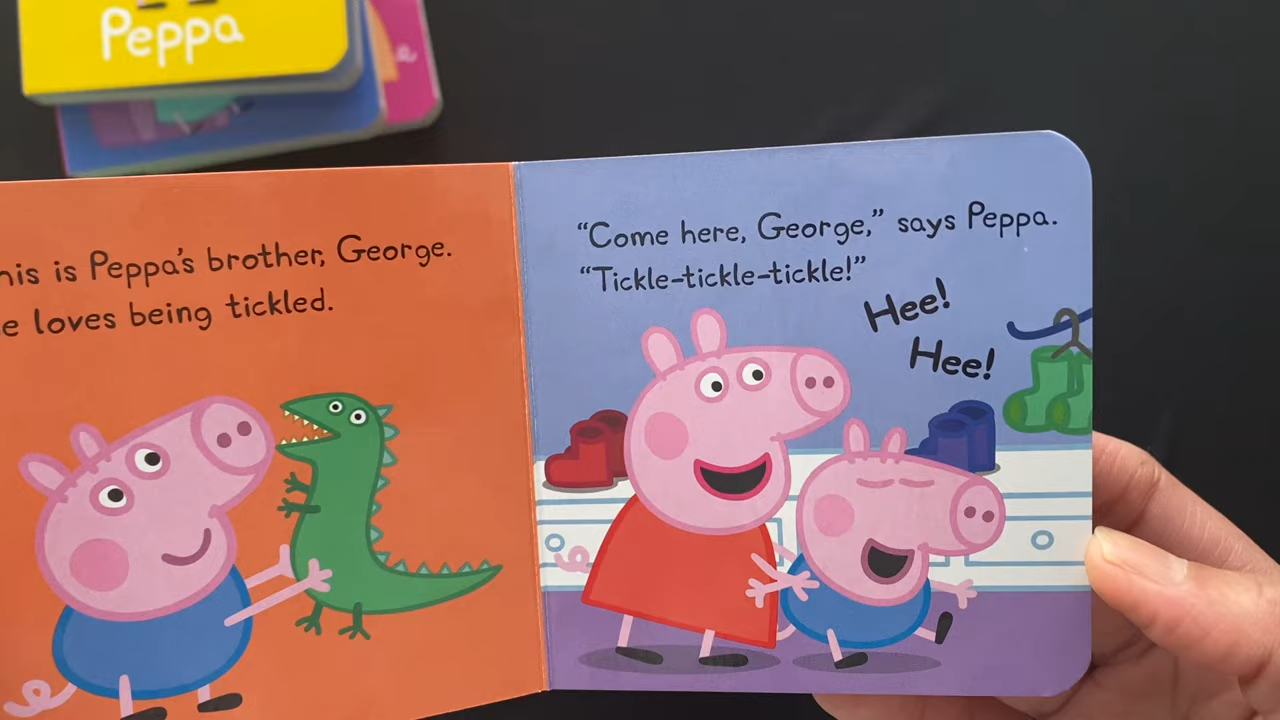 Peppa
his is Peppa's brother, George.
e loves being tickled.
"Come here, George," says Peppa.
"Tickle-tickle-tickle!"
Hee!
Hee!